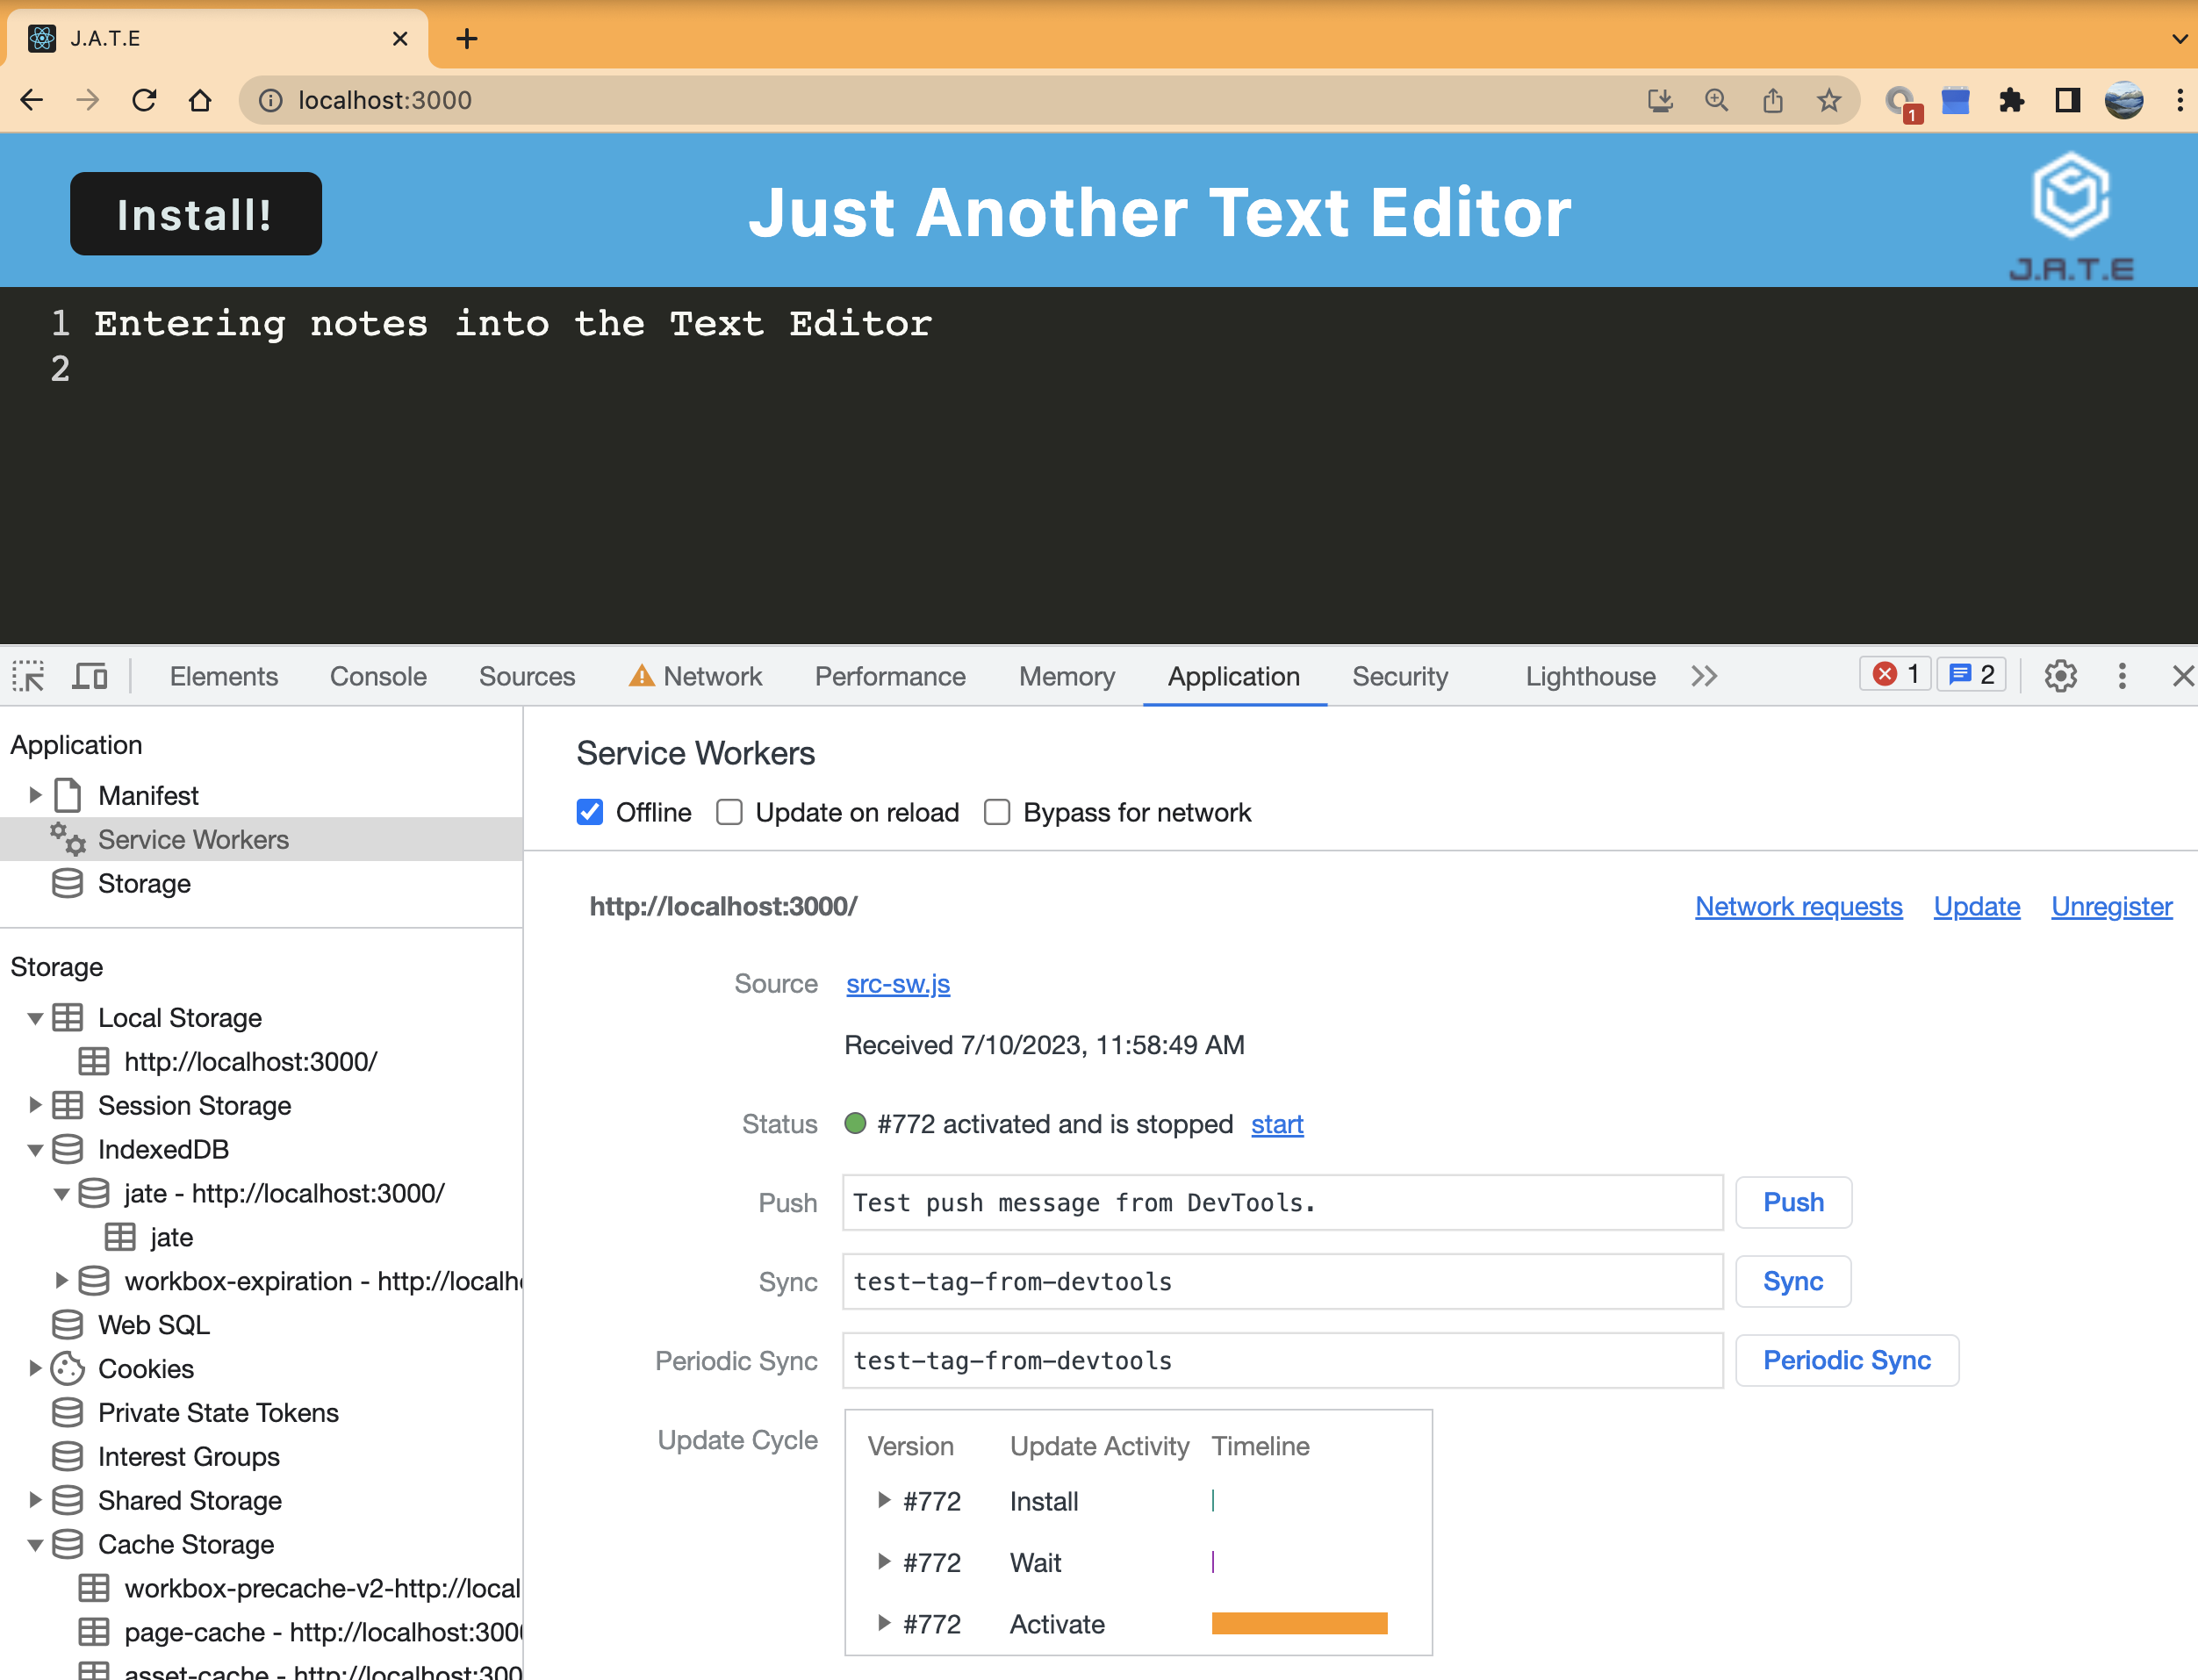 J.A.T.E
localhost:3000
1
Install!
Just Another Text Editor
J.A.T.E
1 Entering notes into the Text Editor
2
Elements Console Sources Network Performance Memory Application Security Lighthouse 1 2
Application
Manifest
Service Workers
Storage
Storage
Local Storage
http://localhost:3000/
Session Storage
IndexedDB
jate - http://localhost:3000/
jate
workbox-expiration - http://localh
Web SQL
Cookies
Private State Tokens
Interest Groups
Shared Storage
Cache Storage
workbox-precache-v2-http://local
page-cache - http://localhost:300
asset-cache - http://localhost:300
Service Workers
Offline Update on reload Bypass for network
http://localhost:3000/ Network requests Update Unregister
Source src-sw.js
Received 7/10/2023, 11:58:49 AM
Status #772 activated and is stopped start
Push Test push message from DevTools. Push
Sync test-tag-from-devtools Sync
Periodic Sync test-tag-from-devtools Periodic Sync
Update Cycle Version Update Activity Timeline
#772 Install
#772 Wait
#772 Activate